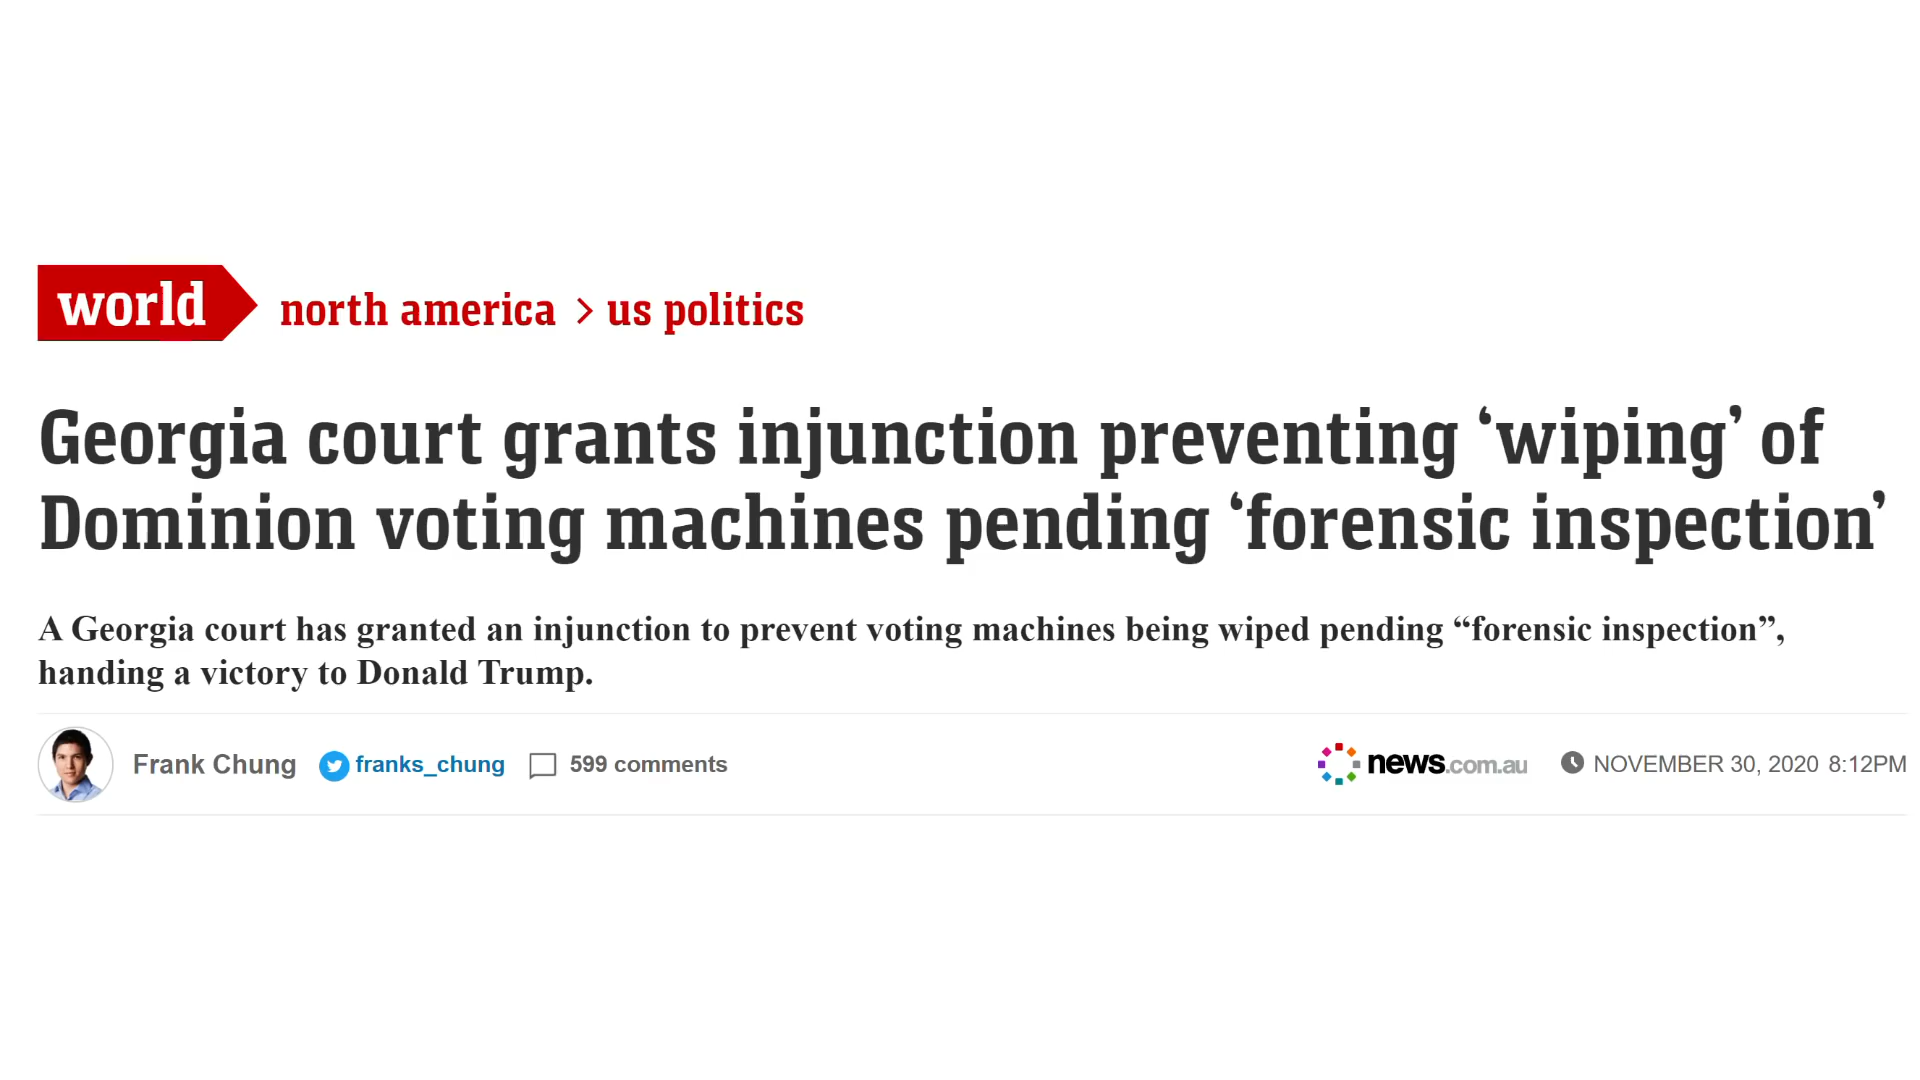 world north america > us politics
Georgia court grants injunction preventing ‘wiping’ of
Dominion voting machines pending ‘forensic inspection’
A Georgia court has granted an injunction to prevent voting machines being wiped pending “forensic inspection”,
handing a victory to Donald Trump.
Frank Chung franks_chung 599 comments news.com.au NOVEMBER 30, 2020 8:12PM